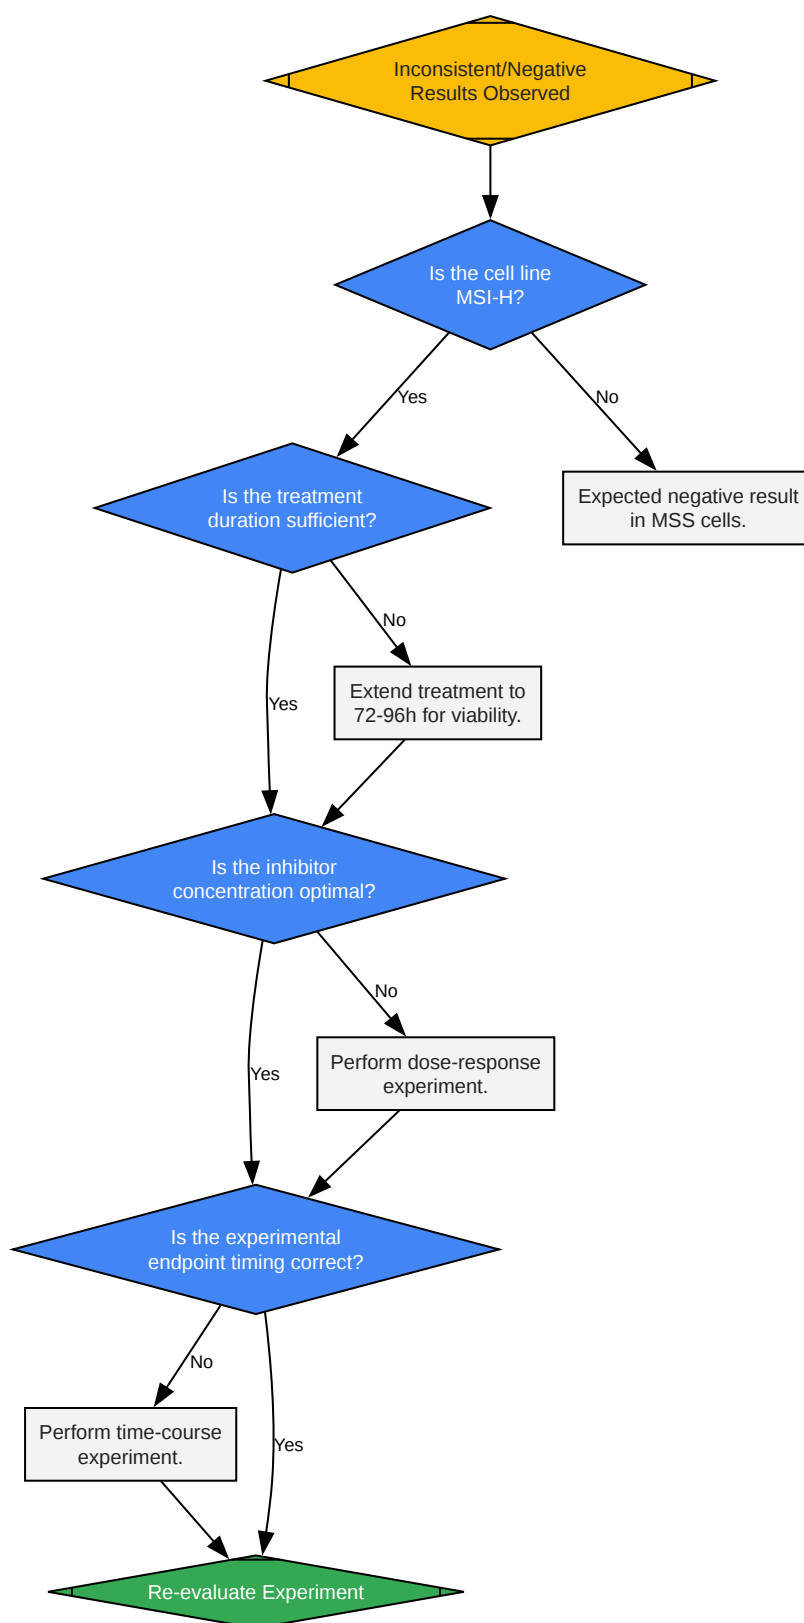 Inconsistent/Negative
Results Observed
Is the cell line
MSI-H?
Yes
No
Is the treatment
duration sufficient?
Expected negative result
in MSS cells.
No
Yes
Extend treatment to
72-96h for viability.
Is the inhibitor
concentration optimal?
No
Yes
Perform dose-response
experiment.
Is the experimental
endpoint timing correct?
No
Yes
Perform time-course
experiment.
Re-evaluate Experiment